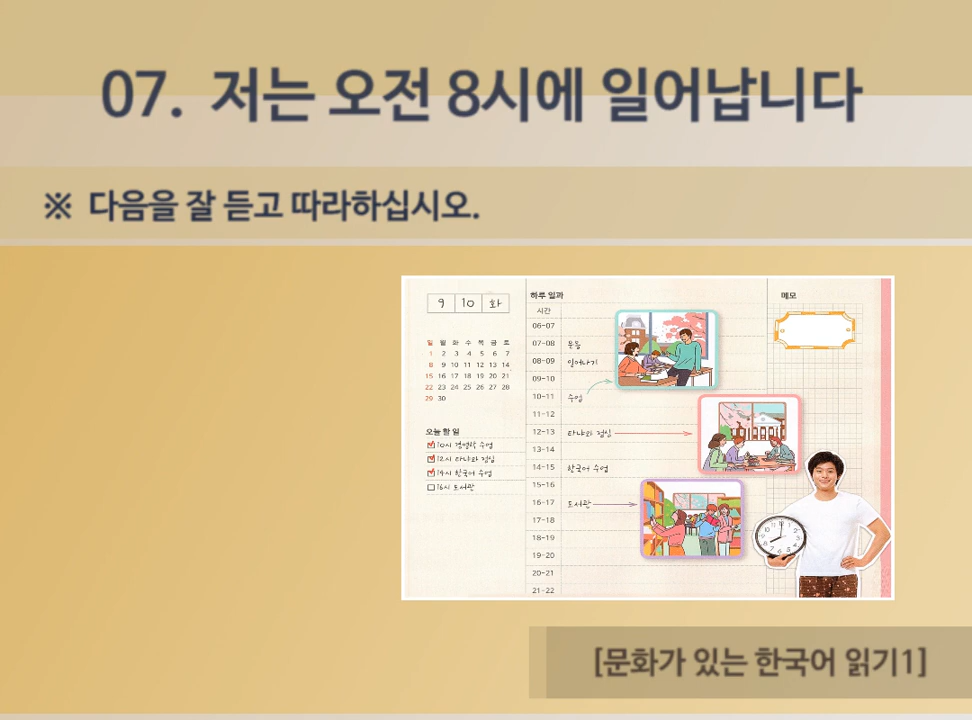 07. 저는 오전 8시에 일어납니다
※ 다음을 잘 듣고 따라하십시오.
9 10 화
일 월 화 수 목 금 토
1 2 3 4 5 6 7
8 9 10 11 12 13 14
15 16 17 18 19 20 21
22 23 24 25 26 27 28
29 30
오늘 할 일
10시 경영학 수업
12시 타냐와 점심
14시 한국어 수업
16시 도서관
하루 일과
시간
06-07
07-08 운동
08-09 일어나기
09-10
10-11 수업
11-12
12-13 타냐와 점심
13-14
14-15 한국어 수업
15-16
16-17 도서관
17-18
18-19
19-20
20-21
21-22
메모
[문화가 있는 한국어 읽기1]